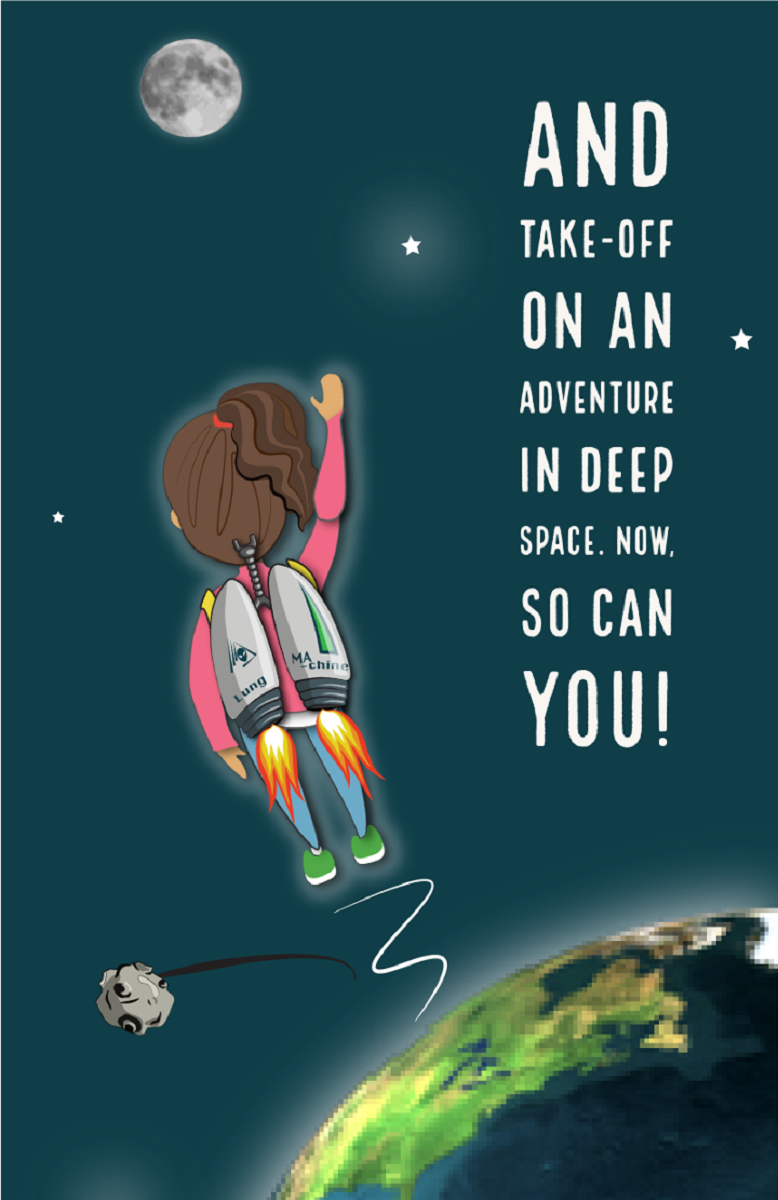 AND
TAKE-OFF
ON AN
ADVENTURE
IN DEEP
SPACE. NOW,
SO CAN
YOU!
Lung
MA
-chine